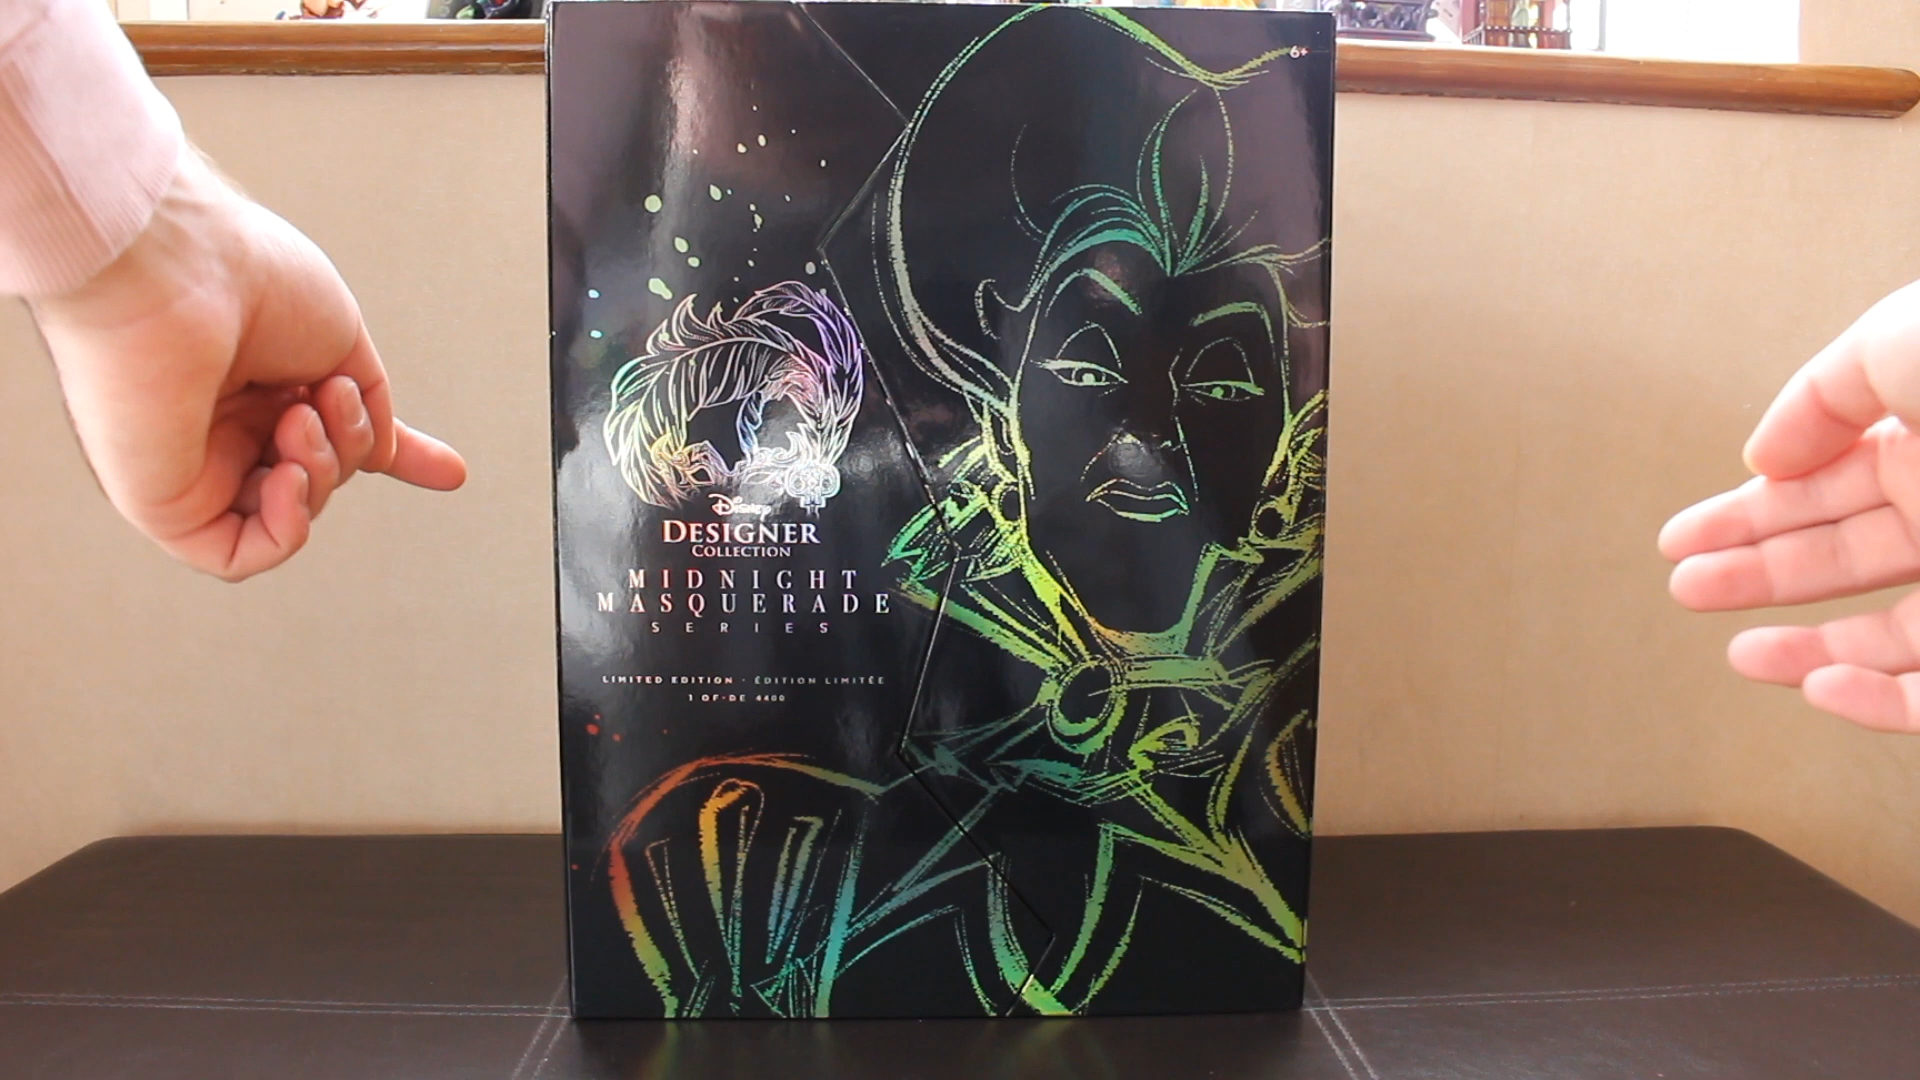 6+
Disney
DESIGNER
COLLECTION
MIDNIGHT
MASQUERADE
SERIES
LIMITED EDITION · ÉDITION LIMITÉE
1 OF·DE 4400